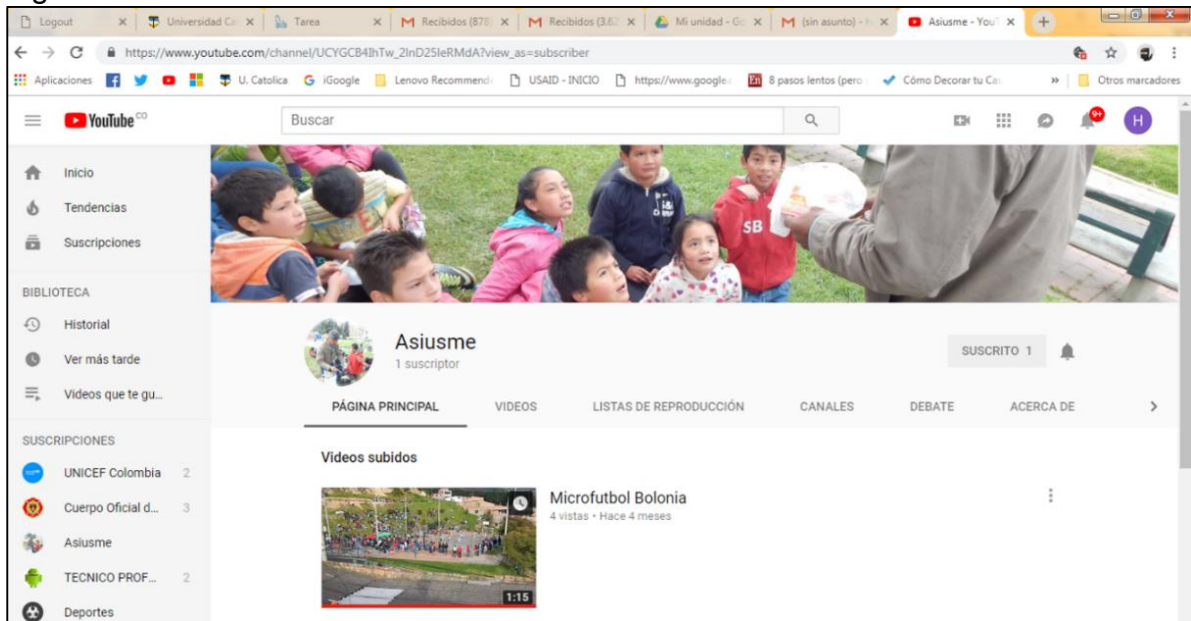 Logout
Universidad Ca
Tarea
Recibidos (878)
Recibidos (3.62
Mi unidad - Go
(sin asunto) - h
Asiusme - YouT
https://www.youtube.com/channel/UCYGCB4IhTw_2InD25IeRMdA?view_as=subscriber
Aplicaciones
U. Catolica
iGoogle
Lenovo Recommend
USAID - INICIO
https://www.google.c
8 pasos lentos (pero
Cómo Decorar tu Cas
»
Otros marcadores
YouTube CO
Buscar
9+
H
Inicio
Tendencias
Suscripciones
BIBLIOTECA
Historial
Ver más tarde
Videos que te gu...
SUSCRIPCIONES
UNICEF Colombia 2
Cuerpo Oficial d... 3
Asiusme
TECNICO PROF... 2
Deportes
SB
Asiusme
1 suscriptor
SUSCRITO 1
PÁGINA PRINCIPAL VIDEOS LISTAS DE REPRODUCCIÓN CANALES DEBATE ACERCA DE
Videos subidos
1:15
Microfutbol Bolonia
4 vistas • Hace 4 meses